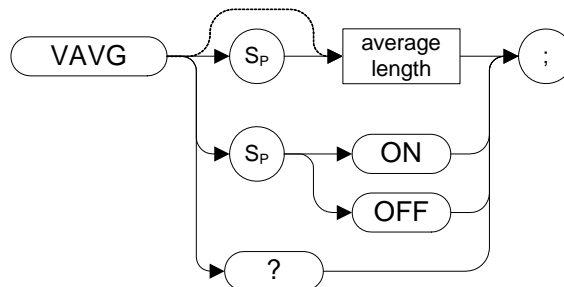 VAVG
SP
average
length
;
SP
ON
OFF
?